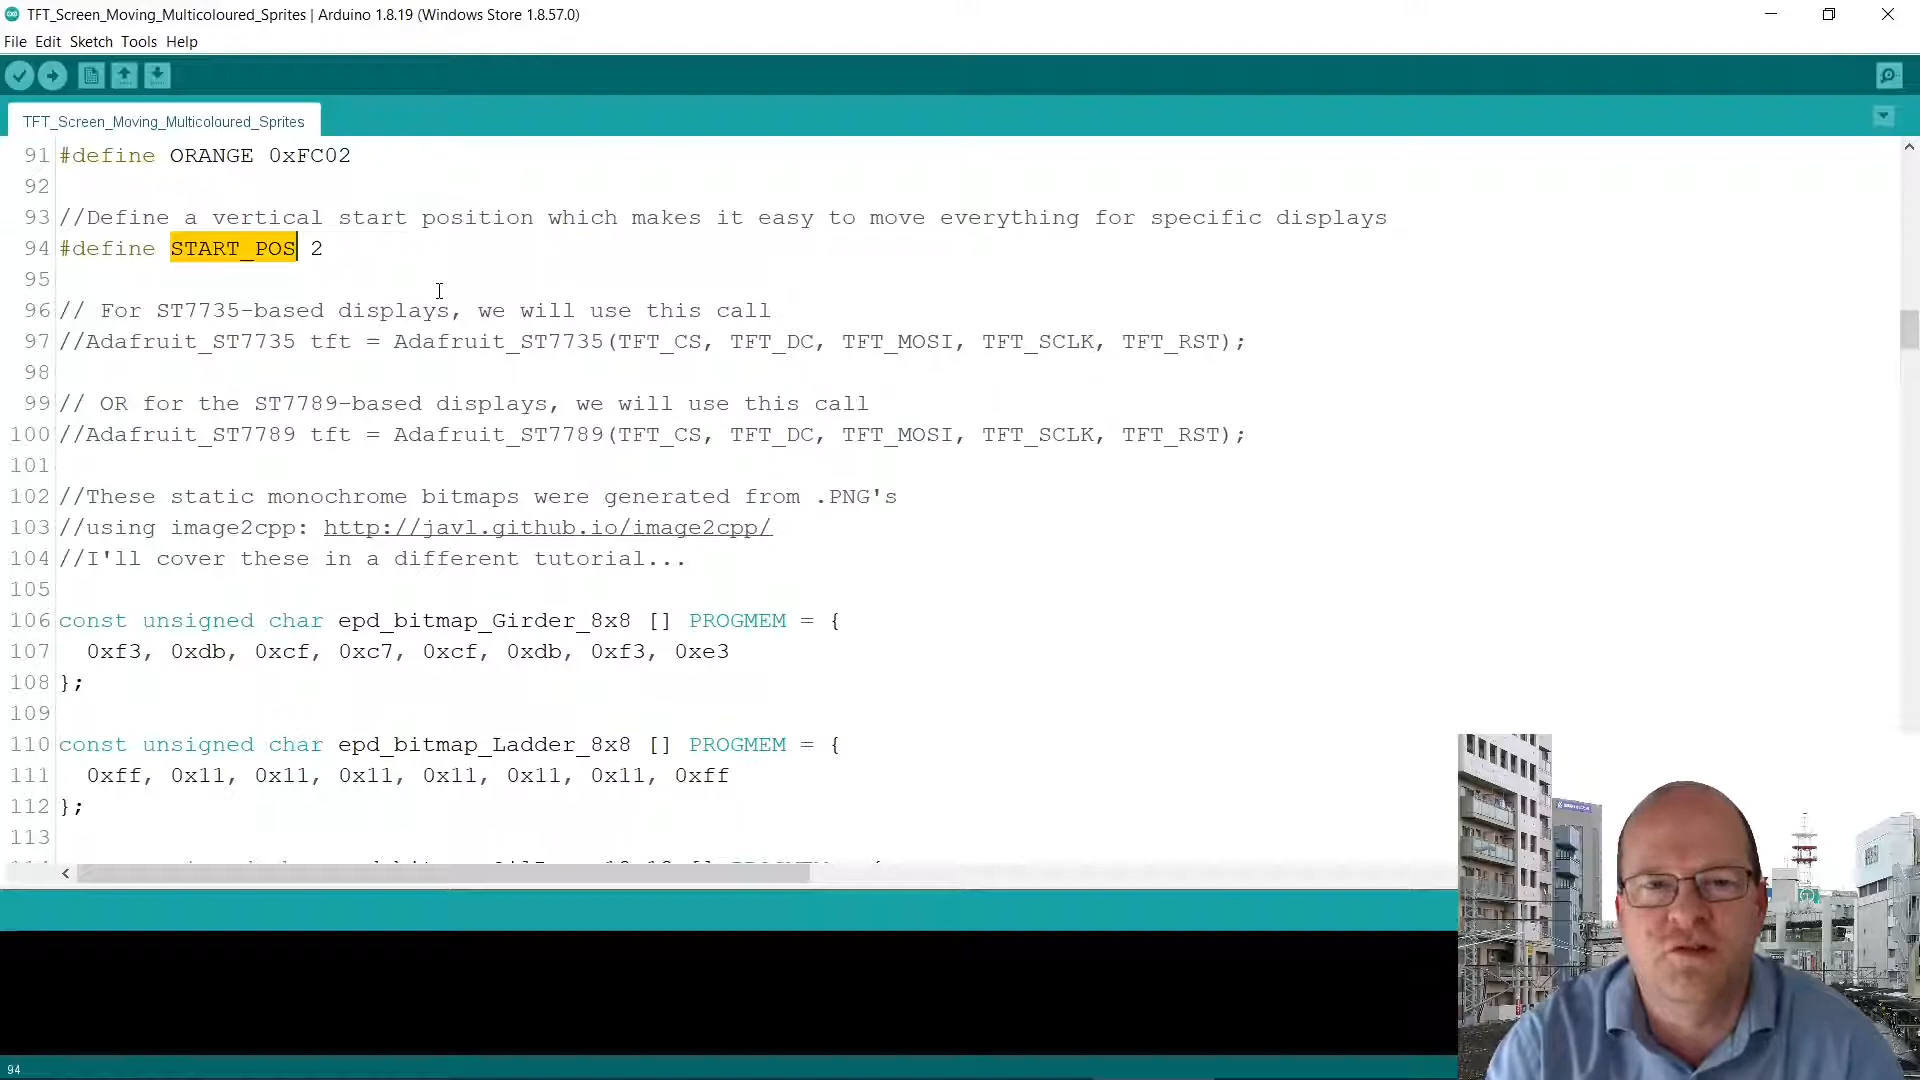 TFT_Screen_Moving_Multicoloured_Sprites | Arduino 1.8.19 (Windows Store 1.8.57.0)
File Edit Sketch Tools Help
TFT_Screen_Moving_Multicoloured_Sprites
91 #define ORANGE 0xFC02
92
93 //Define a vertical start position which makes it easy to move everything for specific displays
94 #define START_POS 2
95
96 // For ST7735-based displays, we will use this call
97 //Adafruit_ST7735 tft = Adafruit_ST7735(TFT_CS, TFT_DC, TFT_MOSI, TFT_SCLK, TFT_RST);
98
99 // OR for the ST7789-based displays, we will use this call
100 //Adafruit_ST7789 tft = Adafruit_ST7789(TFT_CS, TFT_DC, TFT_MOSI, TFT_SCLK, TFT_RST);
101
102 //These static monochrome bitmaps were generated from .PNG's
103 //using image2cpp: http://javl.github.io/image2cpp/
104 //I'll cover these in a different tutorial...
105
106 const unsigned char epd_bitmap_Girder_8x8 [] PROGMEM = {
107 0xf3, 0xdb, 0xcf, 0xc7, 0xcf, 0xdb, 0xf3, 0xe3
108 };
109
110 const unsigned char epd_bitmap_Ladder_8x8 [] PROGMEM = {
111 0xff, 0x11, 0x11, 0x11, 0x11, 0x11, 0x11, 0xff
112 };
113
94